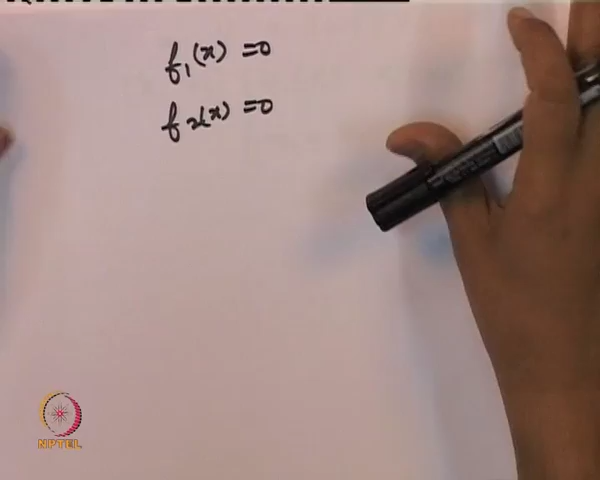 f₁(x) = 0
f₂(x) = 0
NPTEL